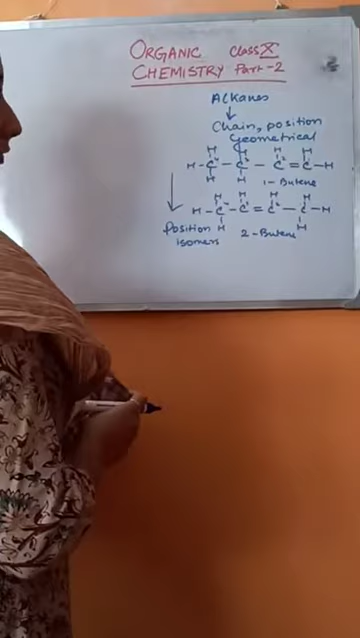 ORGANIC Class X
CHEMISTRY Part-2
Alkanes
Chain, position
Geometrical
H H H H
H-C-C-C=C-H
H H
1-Butene
H H H H
H-C-C=C-C-H
H H
Position
isomers
2-Butene